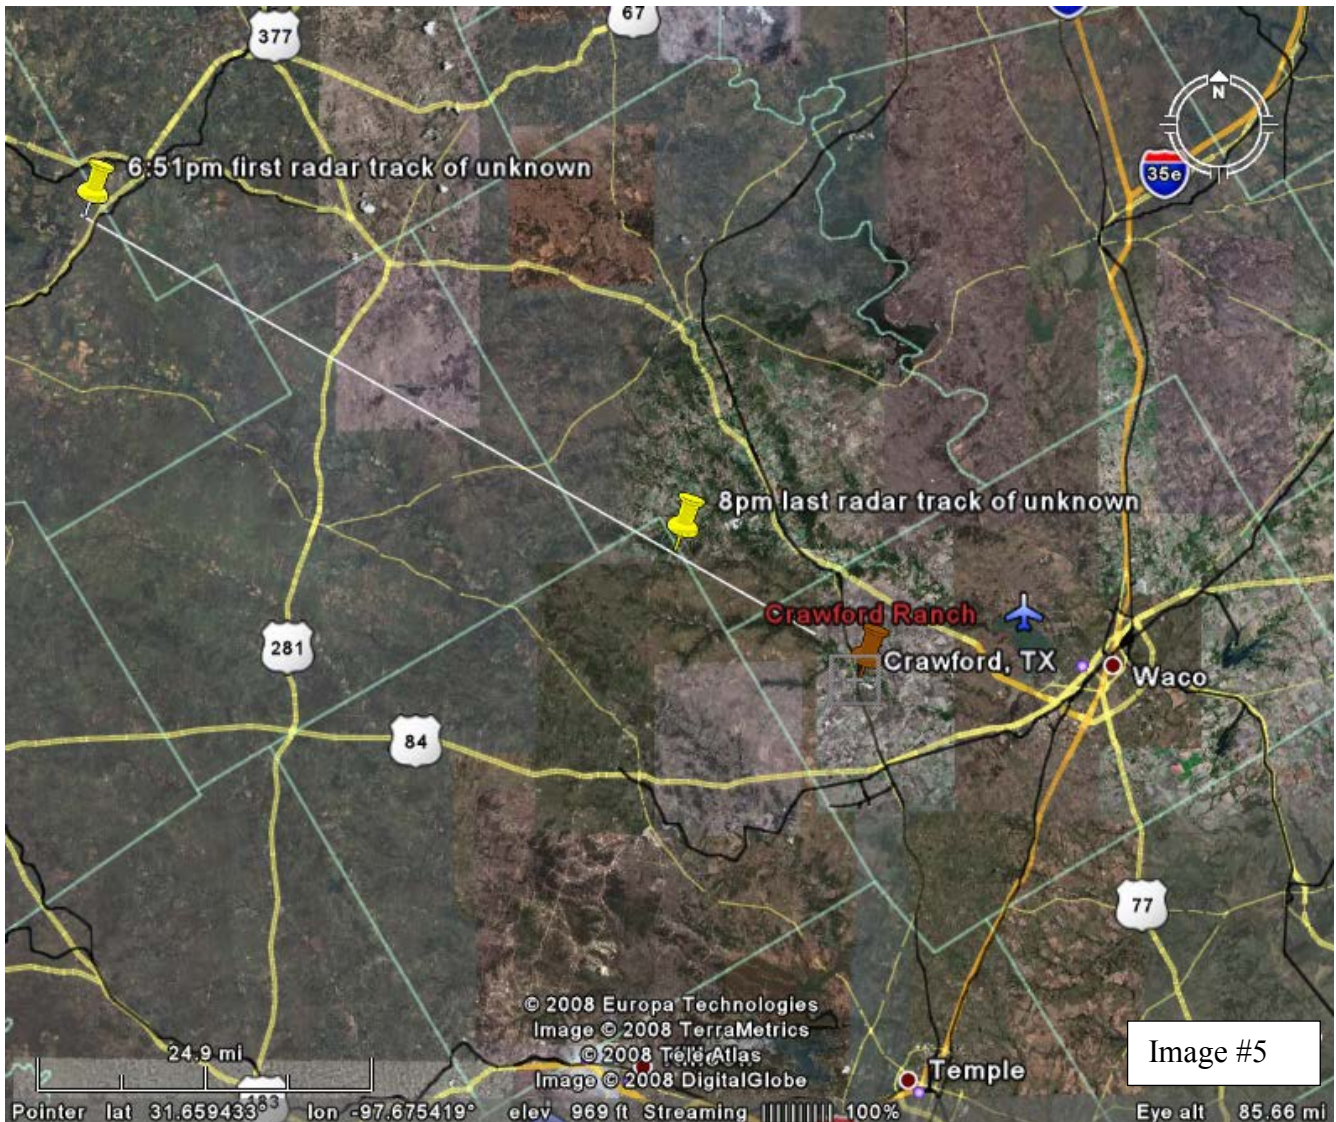 67
377
N
6:51pm first radar track of unknown
35e
8pm last radar track of unknown
Crawford Ranch
Crawford, TX
Waco
281
84
77
© 2008 Europa Technologies
Image © 2008 TerraMetrics
© 2008 Tele Atlas
Image © 2008 DigitalGlobe
24.9 mi
Temple
Image #5
Pointer lat 31.659433° lon -97.675419° elev 969 ft Streaming 100% Eye alt 85.66 mi